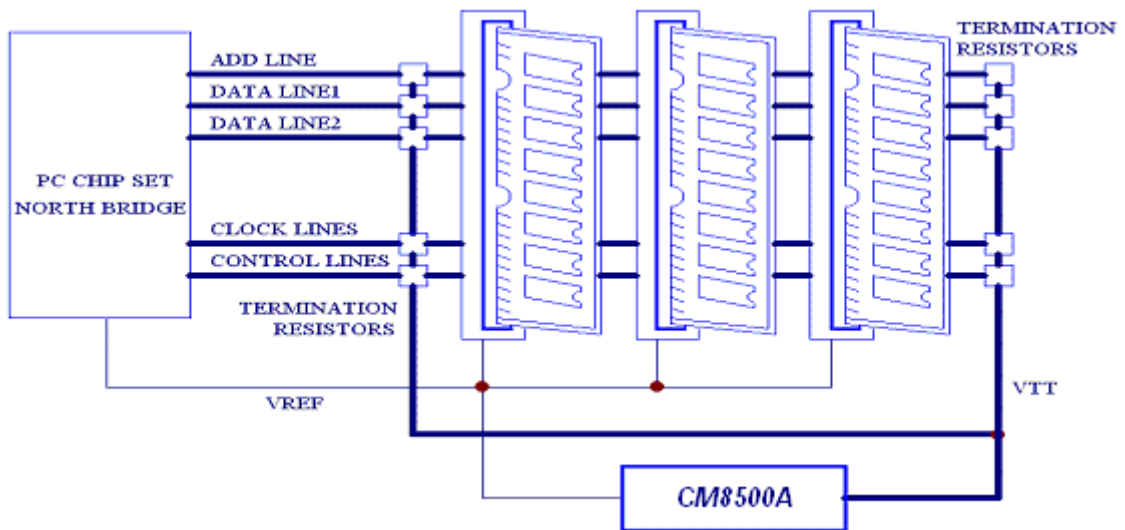 TERMINATION
RESISTORS
ADD LINE
DATA LINE1
DATA LINE2
PC CHIP SET
NORTH BRIDGE
CLOCK LINES
CONTROL LINES
TERMINATION
RESISTORS
VREF
VTT
CM8500A